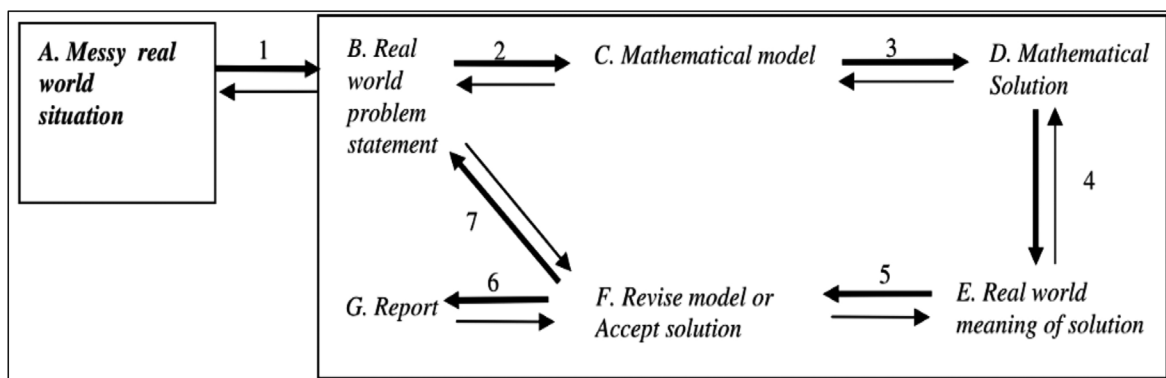 A. Messy real
world
situation
1
B. Real
world
problem
statement
2
C. Mathematical model
3
D. Mathematical
Solution
4
7
6
5
G. Report
F. Revise model or
Accept solution
E. Real world
meaning of solution